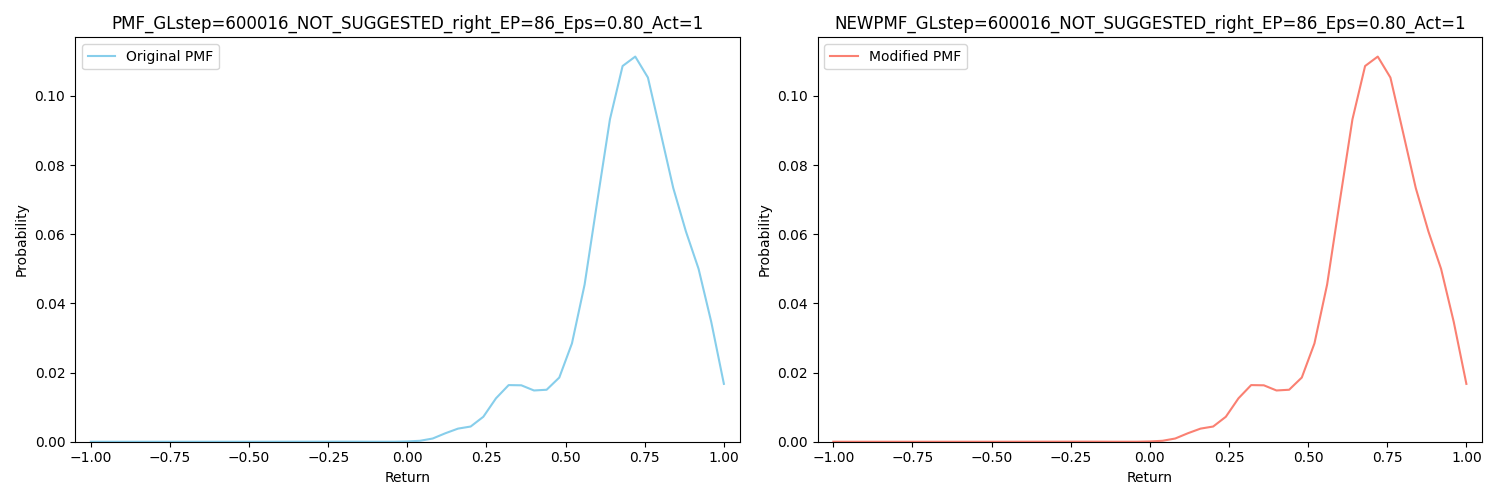 PMF_GLstep=600016_NOT_SUGGESTED_right_EP=86_Eps=0.80_Act=1
Original PMF
Probability
0.10
0.08
0.06
0.04
0.02
0.00
−1.00 −0.75 −0.50 −0.25 0.00 0.25 0.50 0.75 1.00
Return
NEWPMF_GLstep=600016_NOT_SUGGESTED_right_EP=86_Eps=0.80_Act=1
Modified PMF
Probability
0.10
0.08
0.06
0.04
0.02
0.00
−1.00 −0.75 −0.50 −0.25 0.00 0.25 0.50 0.75 1.00
Return